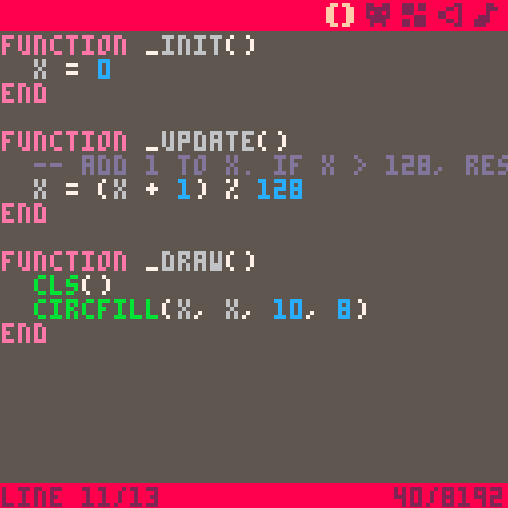 FUNCTION _INIT()
  X = 0
END

FUNCTION _UPDATE()
  -- ADD 1 TO X. IF X > 128, RES
  X = (X + 1) % 128
END

FUNCTION _DRAW()
  CLS()
  CIRCFILL(X, X, 10, 8)
END
LINE 11/13 40/8192